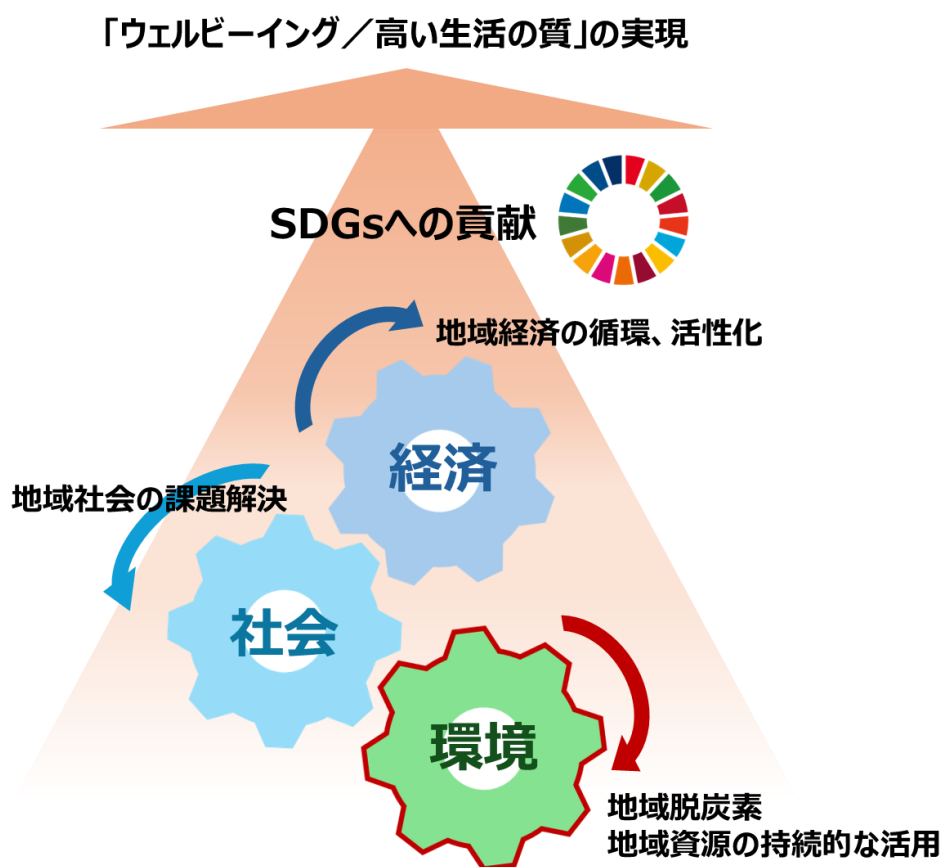 「ウェルビーイング／高い生活の質」の実現
SDGsへの貢献
地域経済の循環、活性化
経済
地域社会の課題解決
社会
環境
地域脱炭素
地域資源の持続的な活用